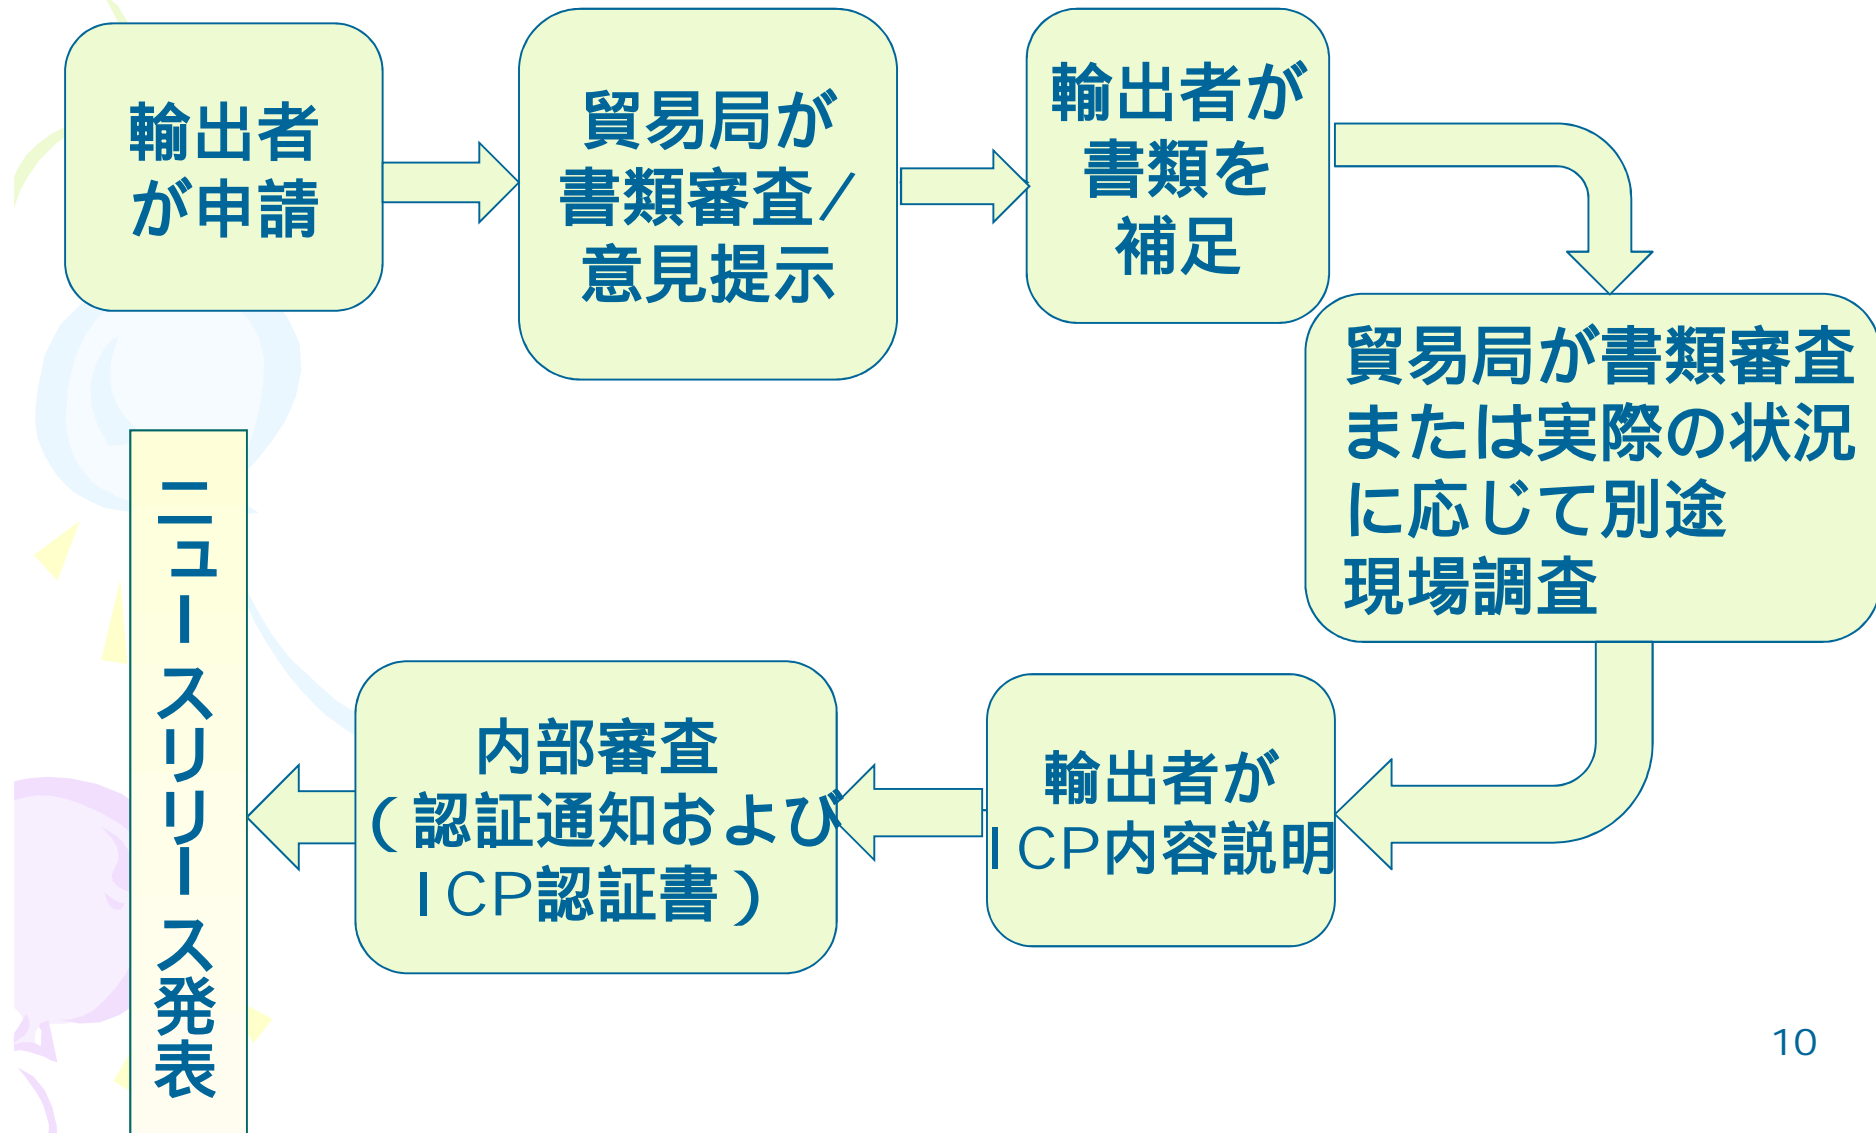 輸出者
が申請
貿易局が
書類審査/
意見提示
輸出者が
書類を
補足
貿易局が書類審査
または実際の状況
に応じて別途
現場調査
輸出者が
ICP内容説明
内部審査
(認証通知および
ICP認証書)
ニュースリリース発表
10